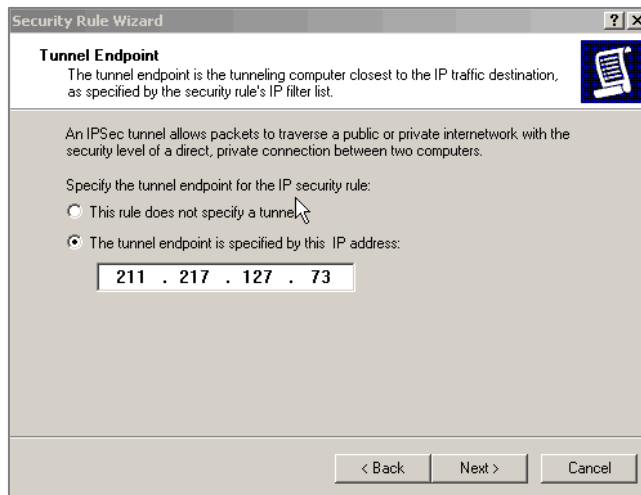 Security Rule Wizard
Tunnel Endpoint
The tunnel endpoint is the tunneling computer closest to the IP traffic destination,
as specified by the security rule's IP filter list.
An IPSec tunnel allows packets to traverse a public or private internetwork with the
security level of a direct, private connection between two computers.
Specify the tunnel endpoint for the IP security rule:
This rule does not specify a tunnel
The tunnel endpoint is specified by this IP address:
211 . 217 . 127 . 73
< Back Next > Cancel